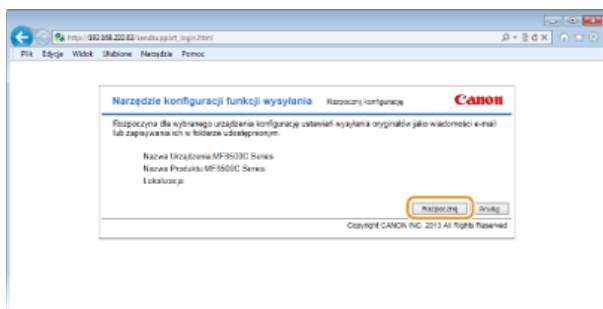 http://192.168.222.82/sendsupport_login.html
Plik Edycja Widok Ulubione Narzędzia Pomoc
Narzędzie konfiguracji funkcji wysyłania Rozpocznij konfigurację Canon
Rozpoczyna dla wybranego urządzenia konfigurację ustawień wysyłania oryginałów jako wiadomości e-mail
lub zapisywania ich w folderze udostępnionym.
Nazwa Urządzenia:MF8500C Series
Nazwa Produktu:MF8500C Series
Lokalizacja:
Rozpocznij Anuluj
Copyright CANON INC. 2013 All Rights Reserved